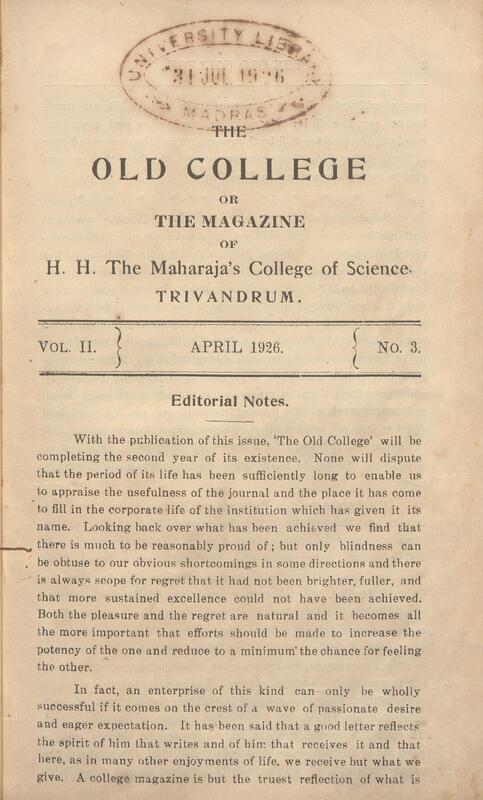 UNIVERSITY LIBRARY
31 JUL 1926
MADRAS
THE
OLD COLLEGE
OR
THE MAGAZINE
OF
H. H. The Maharaja's College of Science.
TRIVANDRUM.
VOL. II. } APRIL 1926. { No. 3.
Editorial Notes.
With the publication of this issue, 'The Old College' will be
completing the second year of its existence. None will dispute
that the period of its life has been sufficiently long to enable us
to appraise the usefulness of the journal and the place it has come
to fill in the corporate life of the institution which has given it its
name. Looking back over what has been achieved we find that
there is much to be reasonably proud of; but only blindness can
be obtuse to our obvious shortcomings in some directions and there
is always scope for regret that it had not been brighter, fuller, and
that more sustained excellence could not have been achieved.
Both the pleasure and the regret are natural and it becomes all
the more important that efforts should be made to increase the
potency of the one and reduce to a minimum the chance for feeling
the other.
In fact, an enterprise of this kind can only be wholly
successful if it comes on the crest of a wave of passionate desire
and eager expectation. It has been said that a good letter reflects
the spirit of him that writes and of him that receives it and that
here, as in many other enjoyments of life, we receive but what we
give. A college magazine is but the truest reflection of what is